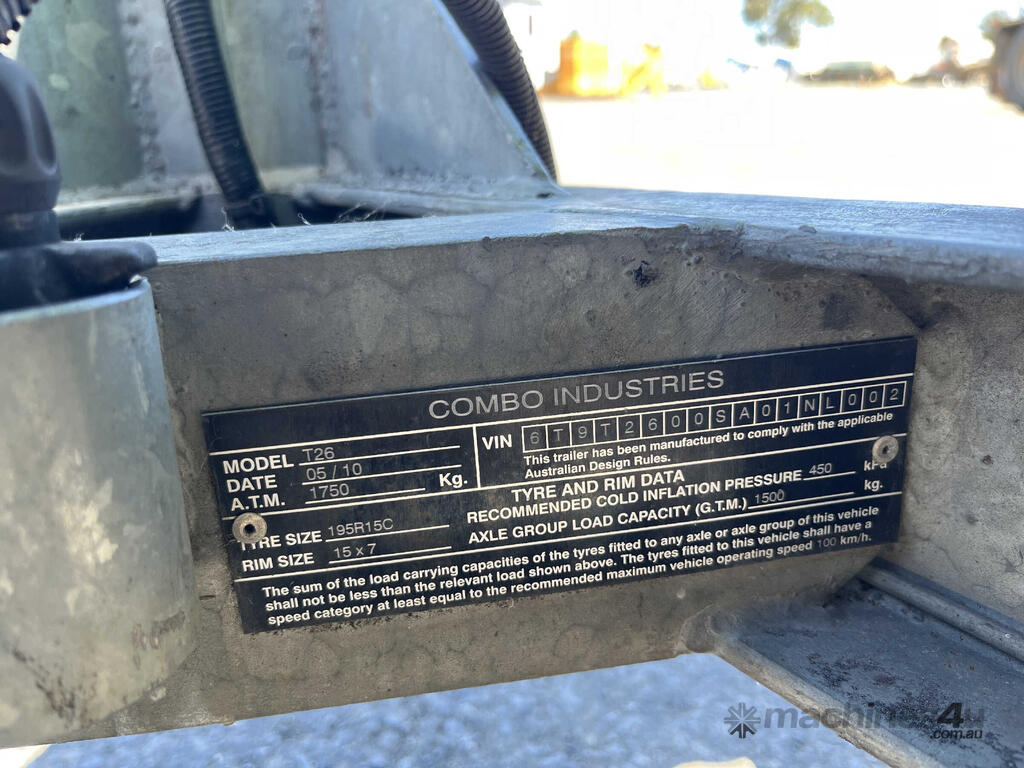 COMBO INDUSTRIES
MODEL T26
DATE 05/10
A.T.M. 1750 Kg.
VIN 6T9T2600SA01NL002
This trailer has been manufactured to comply with the applicable
Australian Design Rules.
TYRE AND RIM DATA
TYRE SIZE 195R15C
RIM SIZE 15 x 7
RECOMMENDED COLD INFLATION PRESSURE 450 kPa
AXLE GROUP LOAD CAPACITY (G.T.M.) 1500 kg.
The sum of the load carrying capacities of the tyres fitted to any axle or axle group of this vehicle
shall not be less than the relevant load shown above. The tyres fitted to this vehicle shall have a
speed category at least equal to the recommended maximum vehicle operating speed 100 km/h.
machines4u
.com.au